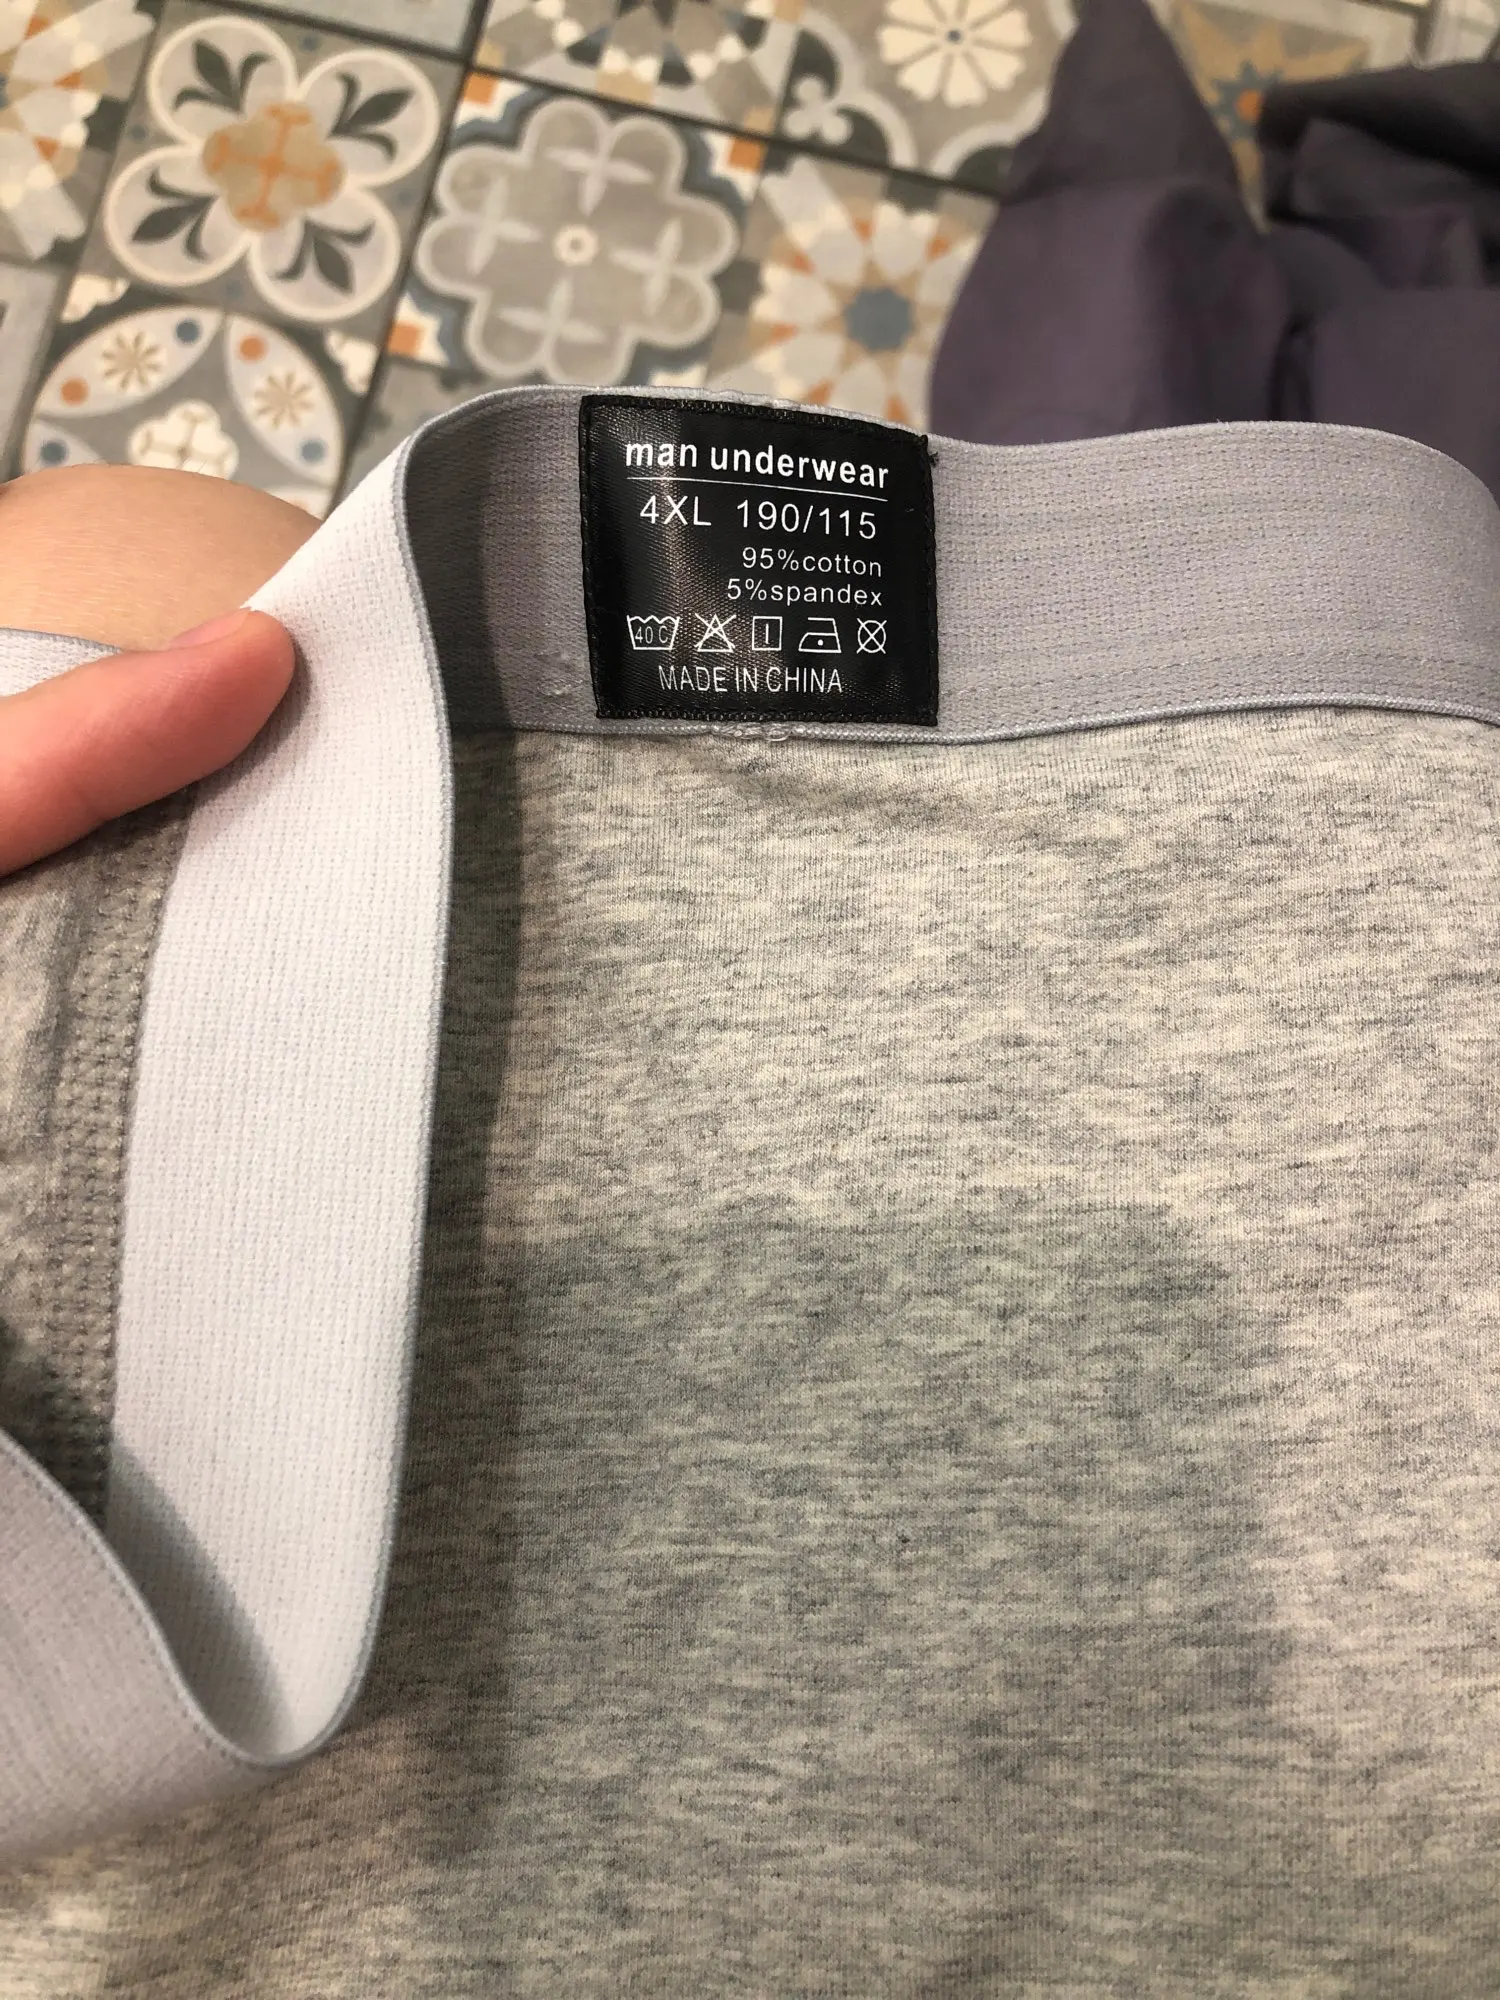 man underwear
4XL 190/115
95%cotton
5%spandex
40 C
MADE IN CHINA